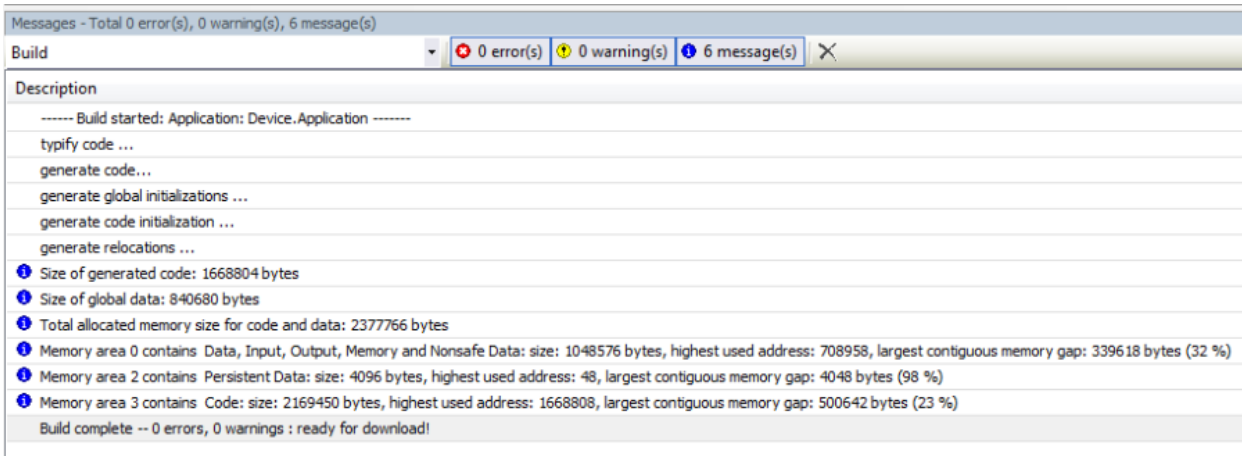 Messages - Total 0 error(s), 0 warning(s), 6 message(s)
Build 0 error(s) 0 warning(s) 6 message(s)
Description
------ Build started: Application: Device.Application -------
typify code ...
generate code...
generate global initializations ...
generate code initialization ...
generate relocations ...
Size of generated code: 1668804 bytes
Size of global data: 840680 bytes
Total allocated memory size for code and data: 2377766 bytes
Memory area 0 contains Data, Input, Output, Memory and Nonsafe Data: size: 1048576 bytes, highest used address: 708958, largest contiguous memory gap: 339618 bytes (32 %)
Memory area 2 contains Persistent Data: size: 4096 bytes, highest used address: 48, largest contiguous memory gap: 4048 bytes (98 %)
Memory area 3 contains Code: size: 2169450 bytes, highest used address: 1668808, largest contiguous memory gap: 500642 bytes (23 %)
Build complete -- 0 errors, 0 warnings : ready for download!